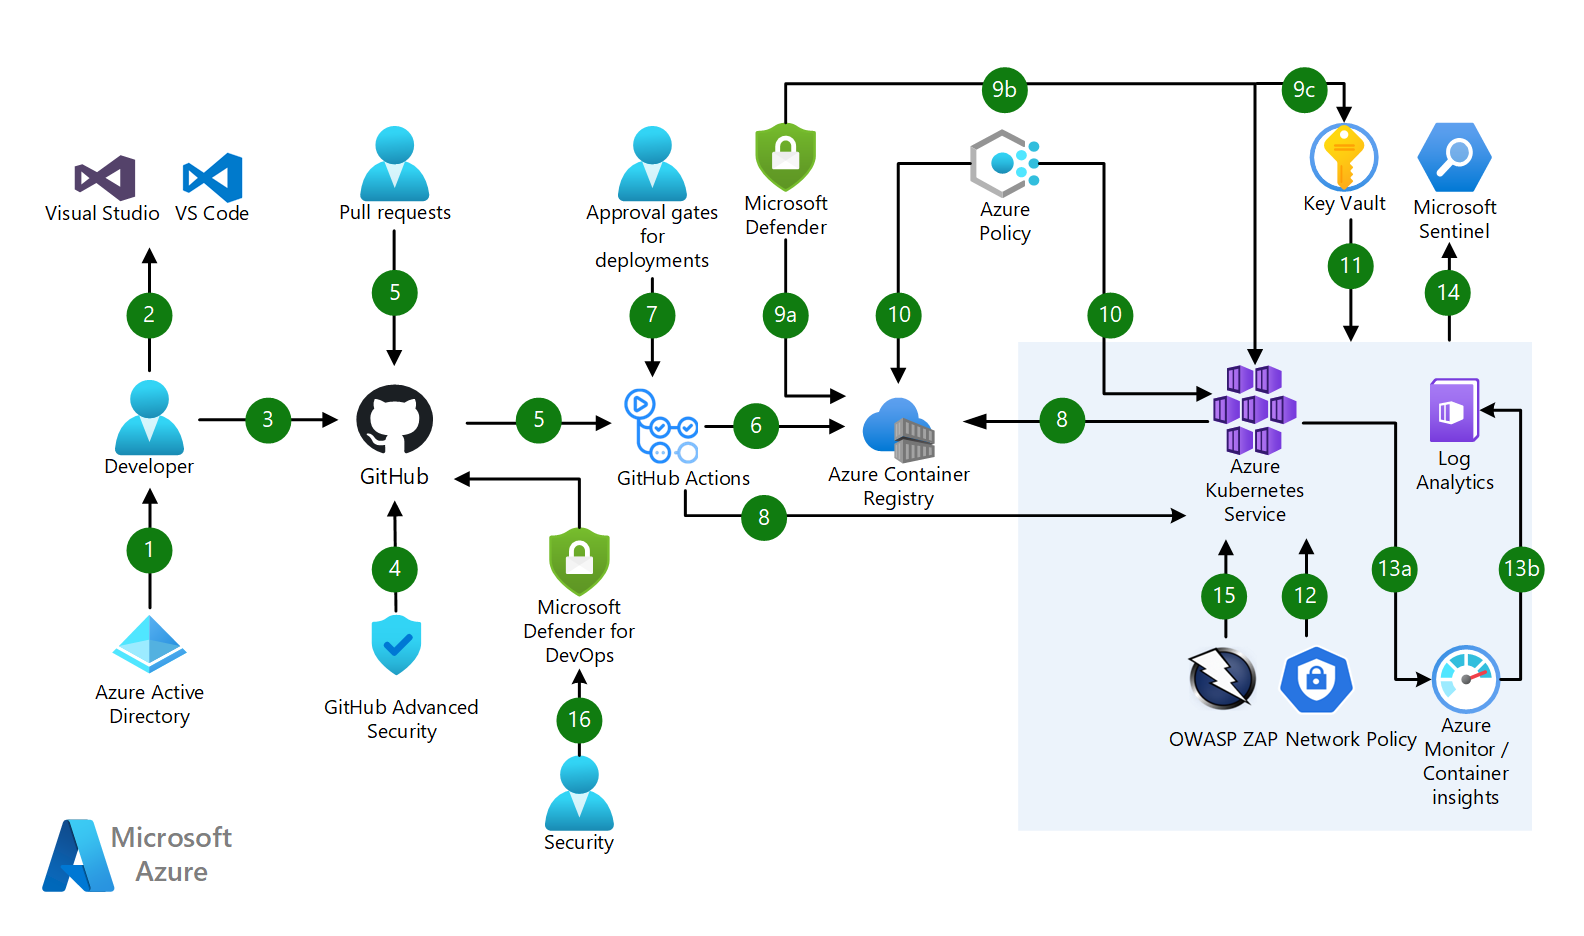 9b
9c
Visual Studio
VS Code
Pull requests
Approval gates
for
deployments
Microsoft
Defender
Azure
Policy
Key Vault
Microsoft
Sentinel
2
5
7
9a
10
10
11
14
Developer
3
GitHub
5
GitHub Actions
6
Azure Container
Registry
8
Azure
Kubernetes
Service
Log
Analytics
8
1
4
Microsoft
Defender for
DevOps
15
12
13a
13b
Azure Active
Directory
GitHub Advanced
Security
16
Security
OWASP ZAP
Network Policy
Azure
Monitor /
Container
insights
Microsoft
Azure